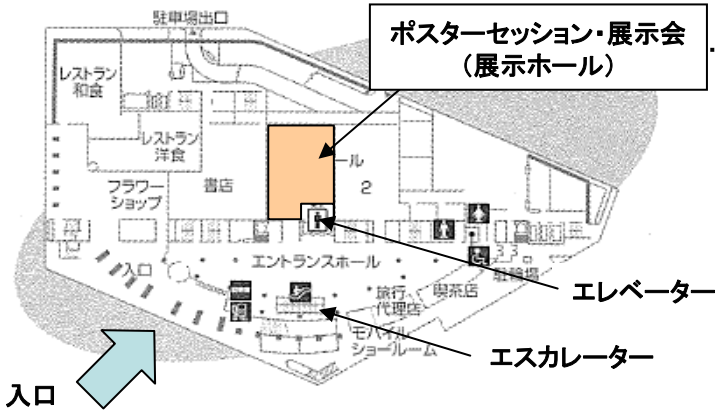 駐車場出口
ポスターセッション・展示会
（展示ホール）
レストラン
和食
レストラン
洋食
ール
2
フラワー
ショップ
書店
入口
エントランスホール
駐輪場
喫茶店
旅行
代理店
モバイル
ショールーム
エレベーター
エスカレーター
入口